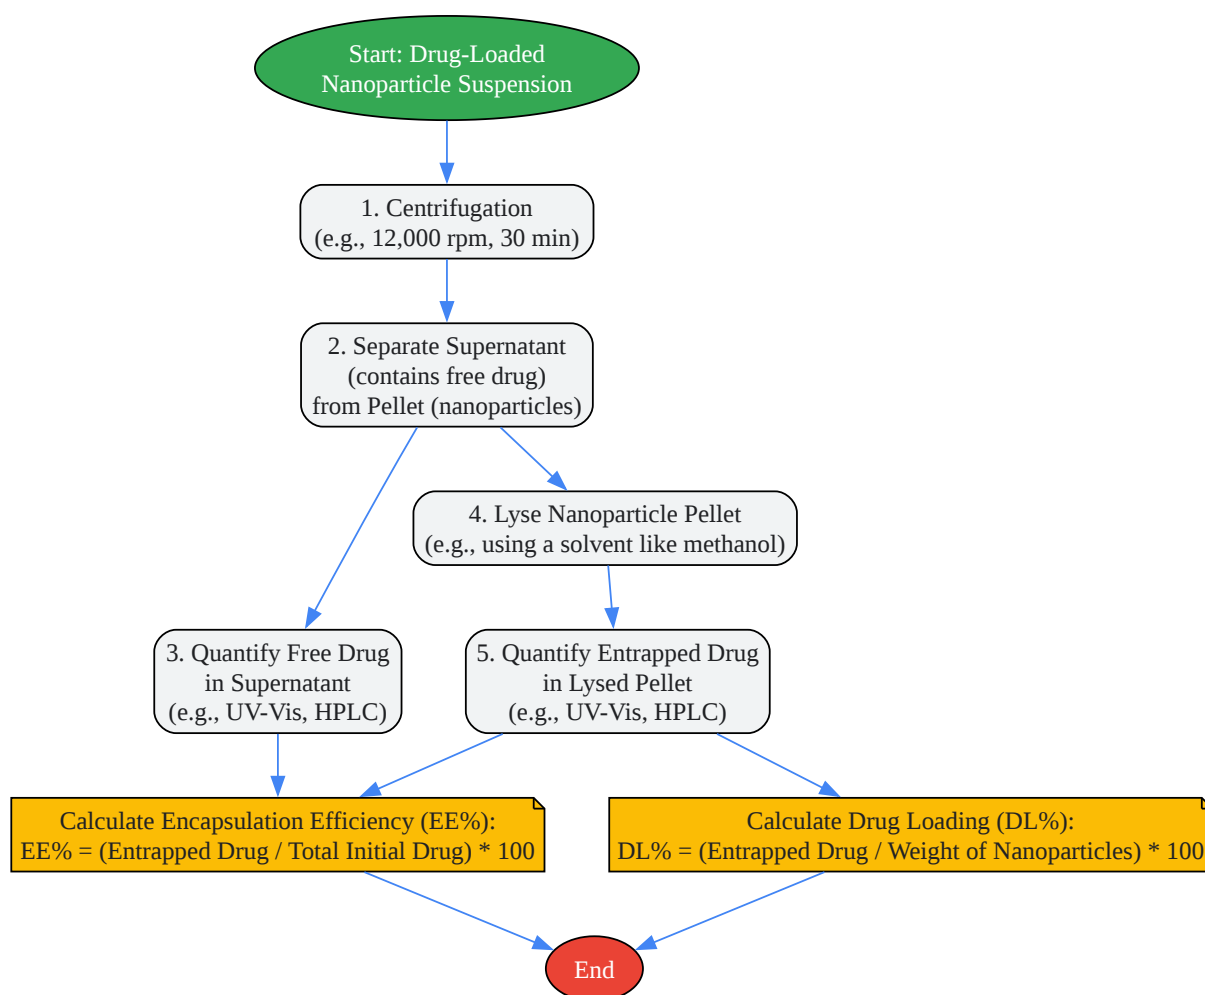 Start: Drug-Loaded
Nanoparticle Suspension
1. Centrifugation
(e.g., 12,000 rpm, 30 min)
2. Separate Supernatant
(contains free drug)
from Pellet (nanoparticles)
4. Lyse Nanoparticle Pellet
(e.g., using a solvent like methanol)
3. Quantify Free Drug
in Supernatant
(e.g., UV-Vis, HPLC)
5. Quantify Entrapped Drug
in Lysed Pellet
(e.g., UV-Vis, HPLC)
Calculate Encapsulation Efficiency (EE%):
EE% = (Entrapped Drug / Total Initial Drug) * 100
Calculate Drug Loading (DL%):
DL% = (Entrapped Drug / Weight of Nanoparticles) * 100
End